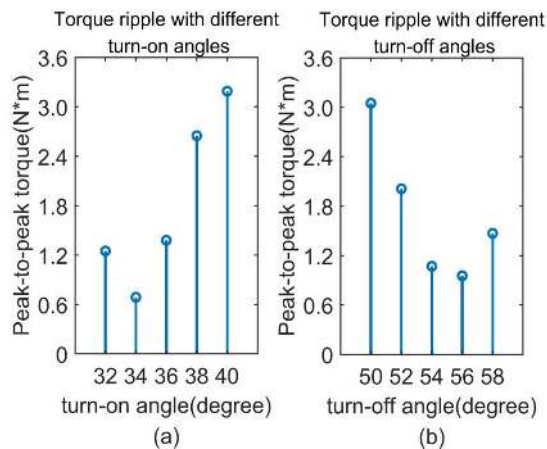 Torque ripple with different
turn-on angles
Peak-to-peak torque(N*m)
3.6
3.0
2.4
1.8
1.2
0.6
0
32 34 36 38 40
turn-on angle(degree)
(a)
Torque ripple with different
turn-off angles
Peak-to-peak torque(N*m)
3.6
3.0
2.4
1.8
1.2
0.6
0
50 52 54 56 58
turn-off angle(degree)
(b)